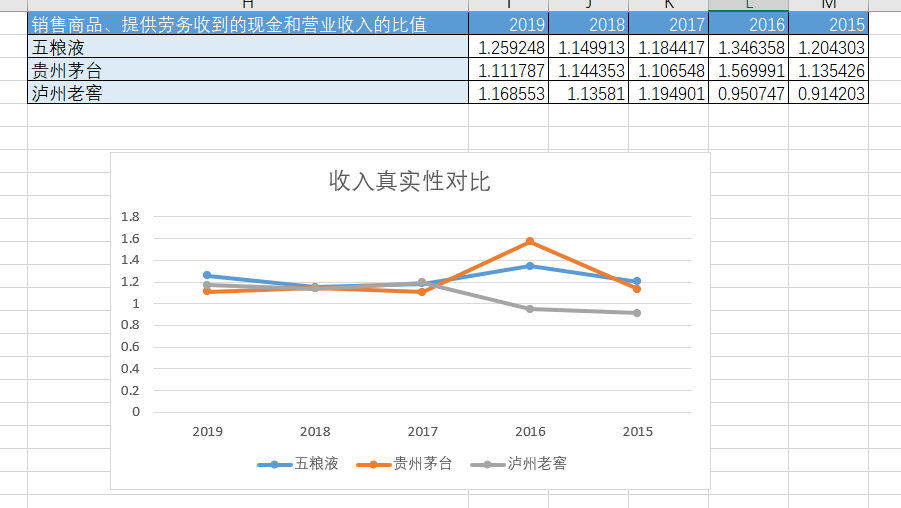 H I J K L M
销售商品、提供劳务收到的现金和营业收入的比值 2019 2018 2017 2016 2015
五粮液 1.259248 1.149913 1.184417 1.346358 1.204303
贵州茅台 1.111787 1.144353 1.106548 1.569991 1.135426
泸州老窖 1.168553 1.13581 1.194901 0.950747 0.914203
收入真实性对比
1.8
1.6
1.4
1.2
1
0.8
0.6
0.4
0.2
0
2019 2018 2017 2016 2015
五粮液 贵州茅台 泸州老窖